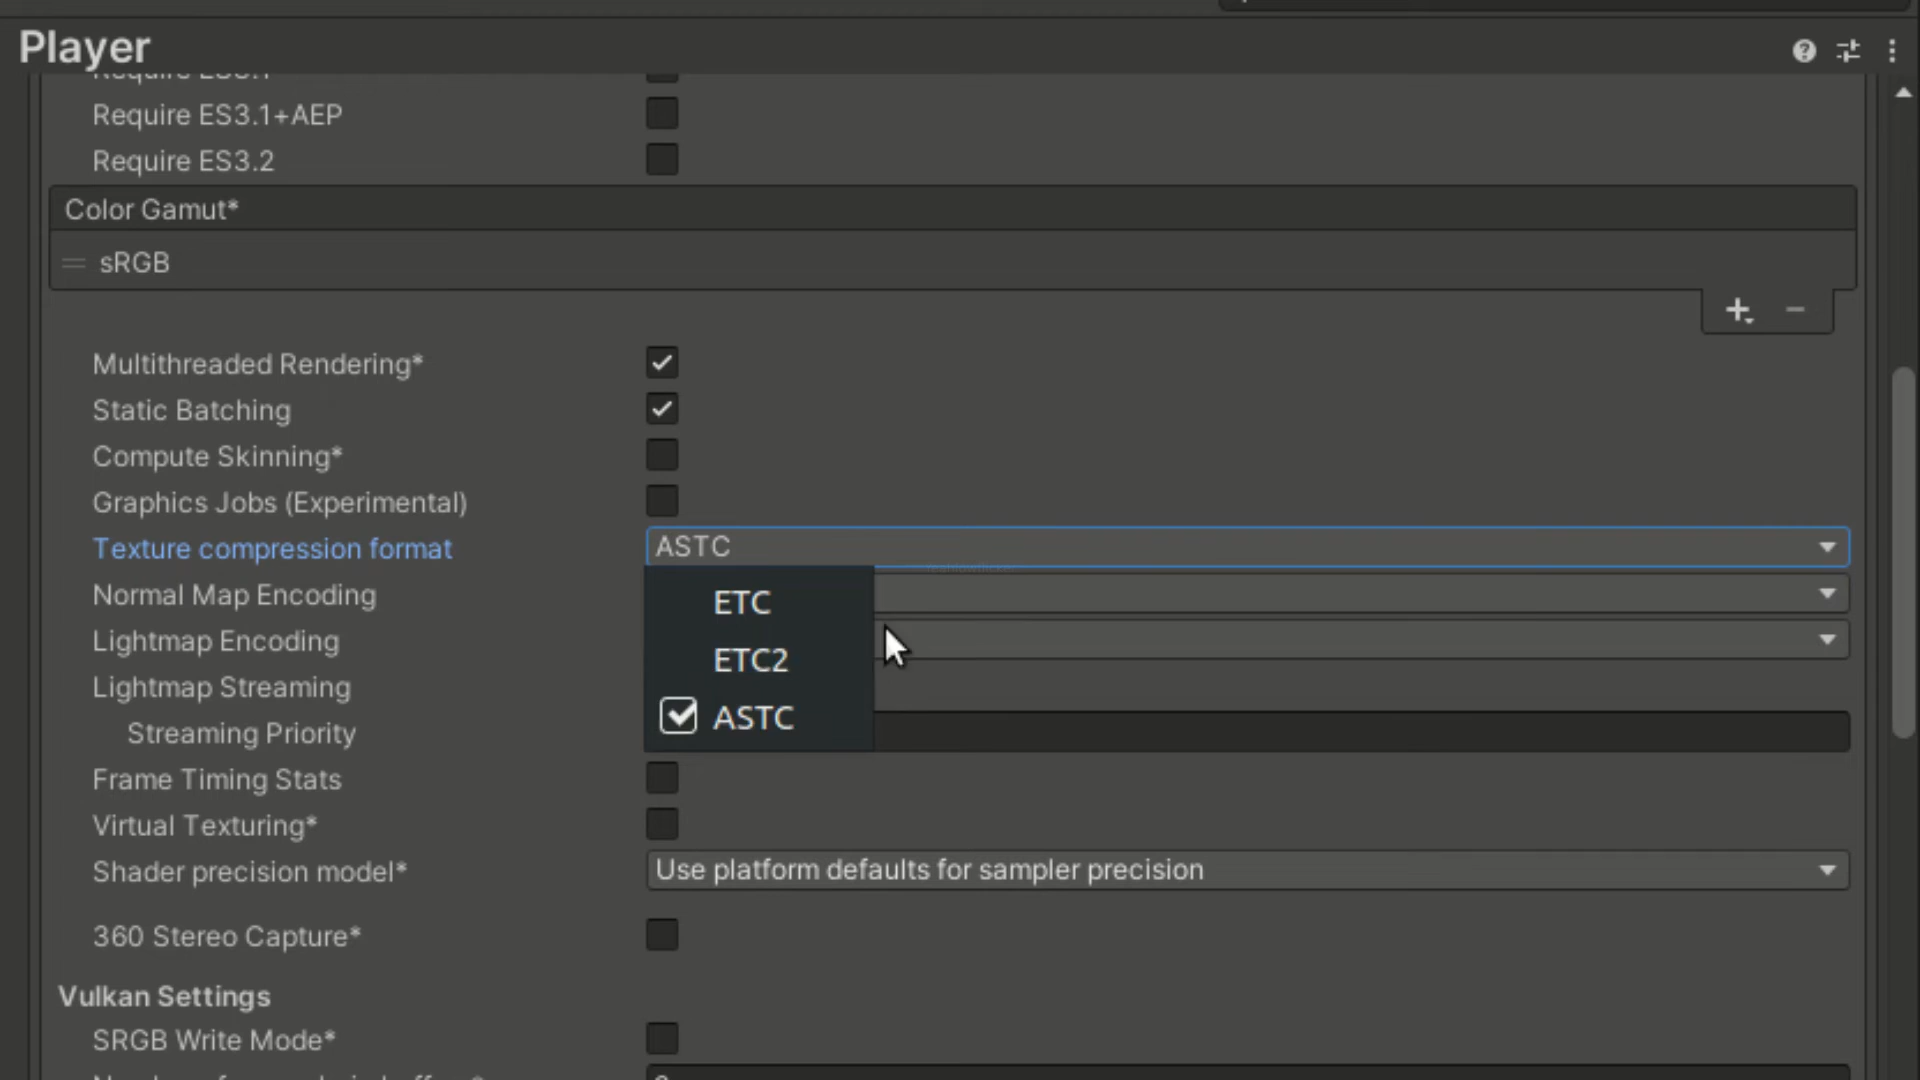 Player
Require ES3.1
Require ES3.1+AEP
Require ES3.2
Color Gamut*
sRGB
Multithreaded Rendering*
Static Batching
Compute Skinning*
Graphics Jobs (Experimental)
Texture compression format ASTC
ETC
Normal Map Encoding
Lightmap Encoding
ETC2
Lightmap Streaming
ASTC
Streaming Priority
Frame Timing Stats
Virtual Texturing*
Shader precision model* Use platform defaults for sampler precision
360 Stereo Capture*
Vulkan Settings
SRGB Write Mode*